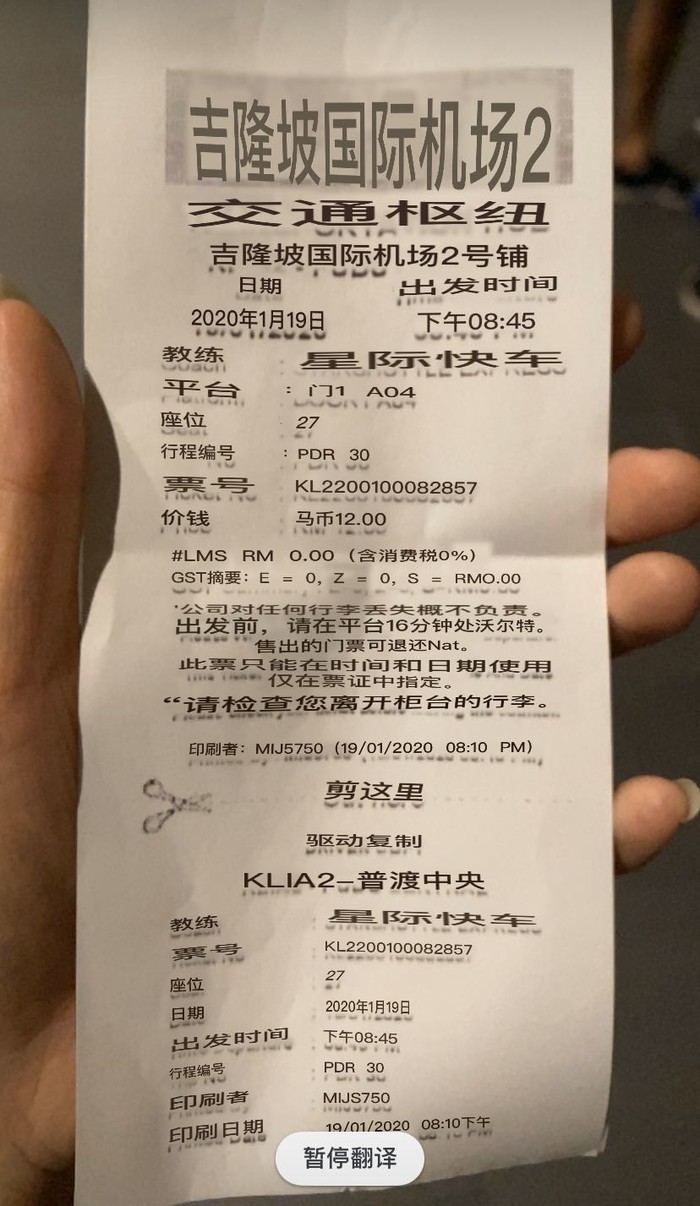 吉隆坡国际机场2
交通枢纽
吉隆坡国际机场2号铺
日期 出发时间
2020年1月19日 下午08:45
教练 : 星际快车
平台 : 门1 A04
座位 : 27
行程编号 : PDR 30
票号 KL2200100082857
价钱 : 马币12.00
#LMS RM 0.00 (含消费税0%)
GST摘要: E = 0, Z = 0, S = RMO.00
'公司对任何行李丢失概不负责。
出发前，请在平台16分钟处沃尔特。
售出的门票可退还Nat。
此票只能在时间和日期使用
仅在票证中指定。
“请检查您离开柜台的行李。
印刷者: MIJ5750 (19/01/2020 08:10 PM)
剪这里
驱动复制
KLIA2-普渡中央
教练 : 星际快车
票号 : KL2200100082857
座位 : 27
日期 : 2020年1月19日
出发时间 : 下午08:45
行程编号 : PDR 30
印刷者 : MIJS750
印刷日期 19/01/2020 08:10下午
暂停翻译